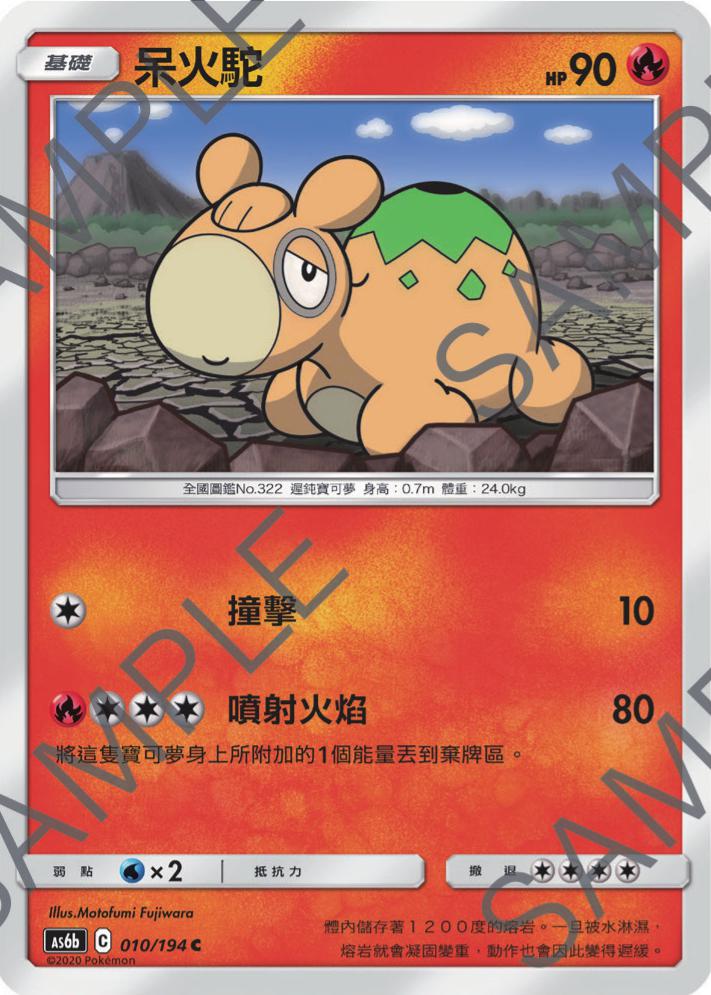 基礎 呆火駝 HP 90
全國圖鑑No.322 遲鈍寶可夢 身高：0.7m 體重：24.0kg
撞擊 10
噴射火焰 80
將這隻寶可夢身上所附加的1個能量丟到棄牌區。
弱點 ×2 抵抗力 撤退
Illus.Motofumi Fujiwara
體內儲存著１２００度的熔岩。一旦被水淋濕，
熔岩就會凝固變重，動作也會因此變得遲緩。
AS6b C 010/194 C
©2020 Pokémon
SAMPLE
SAMPLE
SAMPLE
SAMPLE
SAMPLE
SAMPLE